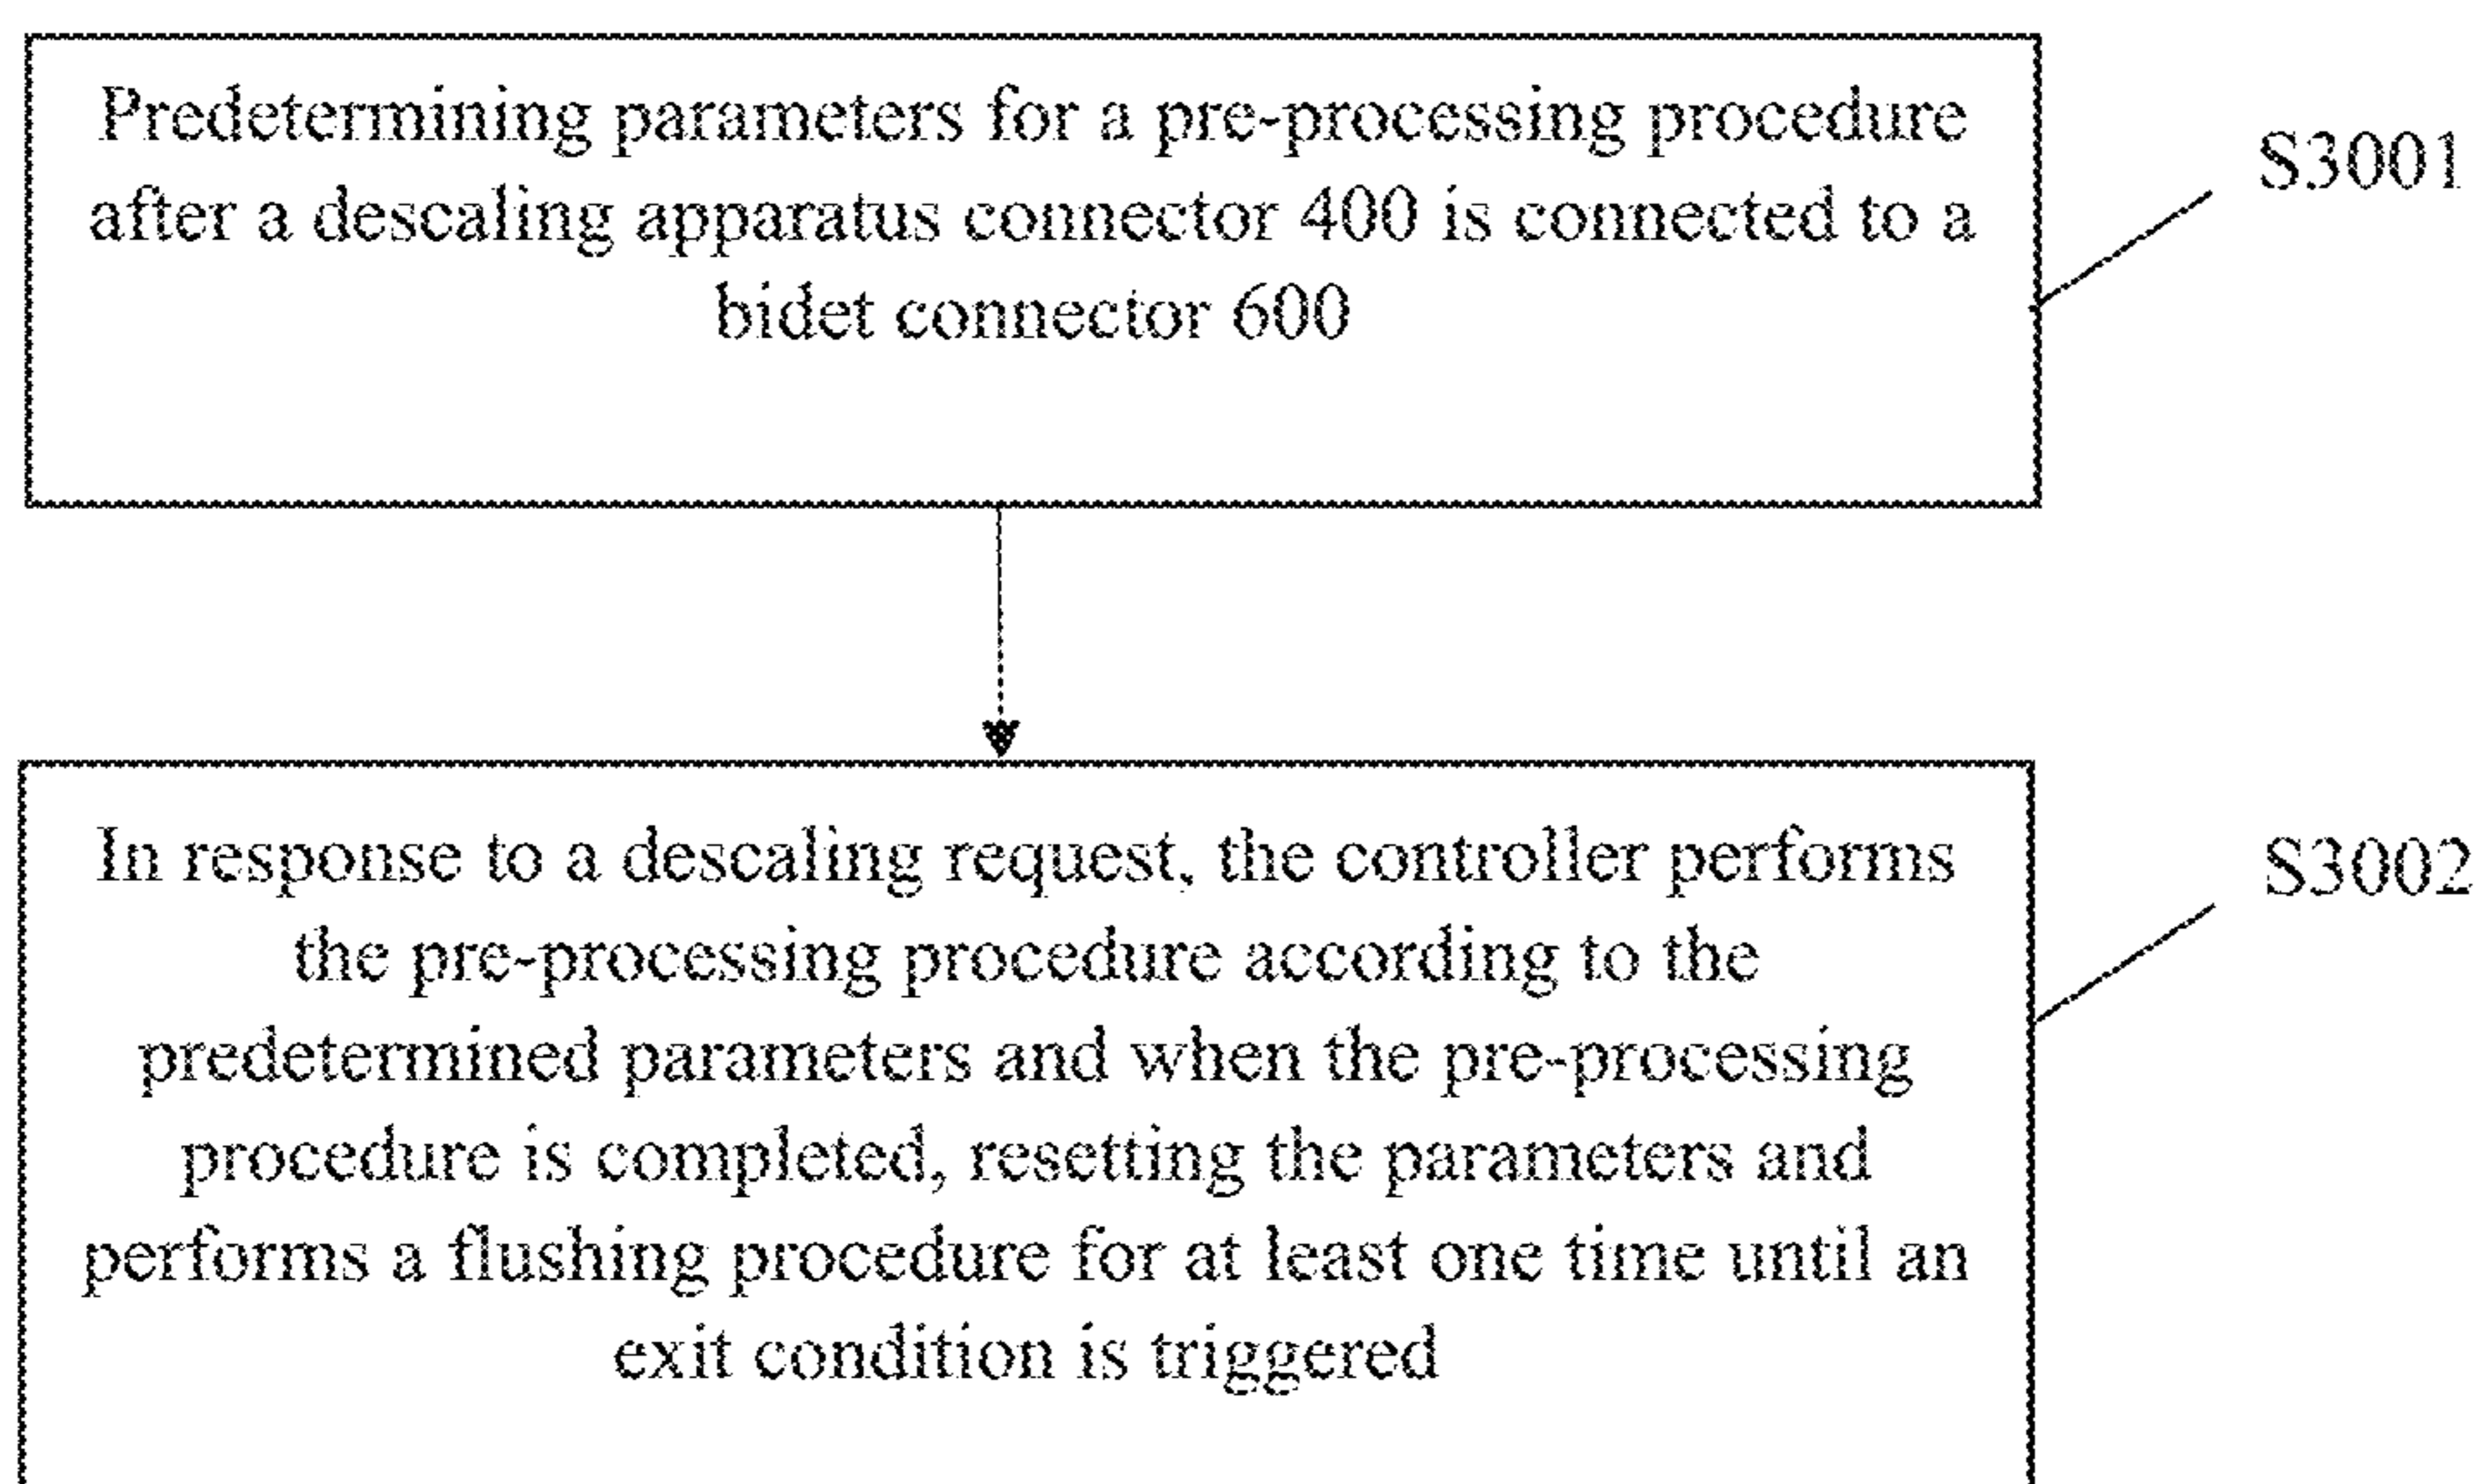 Predetermining parameters for a pre-processing procedure
after a descaling apparatus connector 400 is connected to a
bidet connector 600
S3001
In response to a descaling request, the controller performs
the pre-processing procedure according to the
predetermined parameters and when the pre-processing
procedure is completed, resetting the parameters and
performs a flushing procedure for at least one time until an
exit condition is triggered
S3002